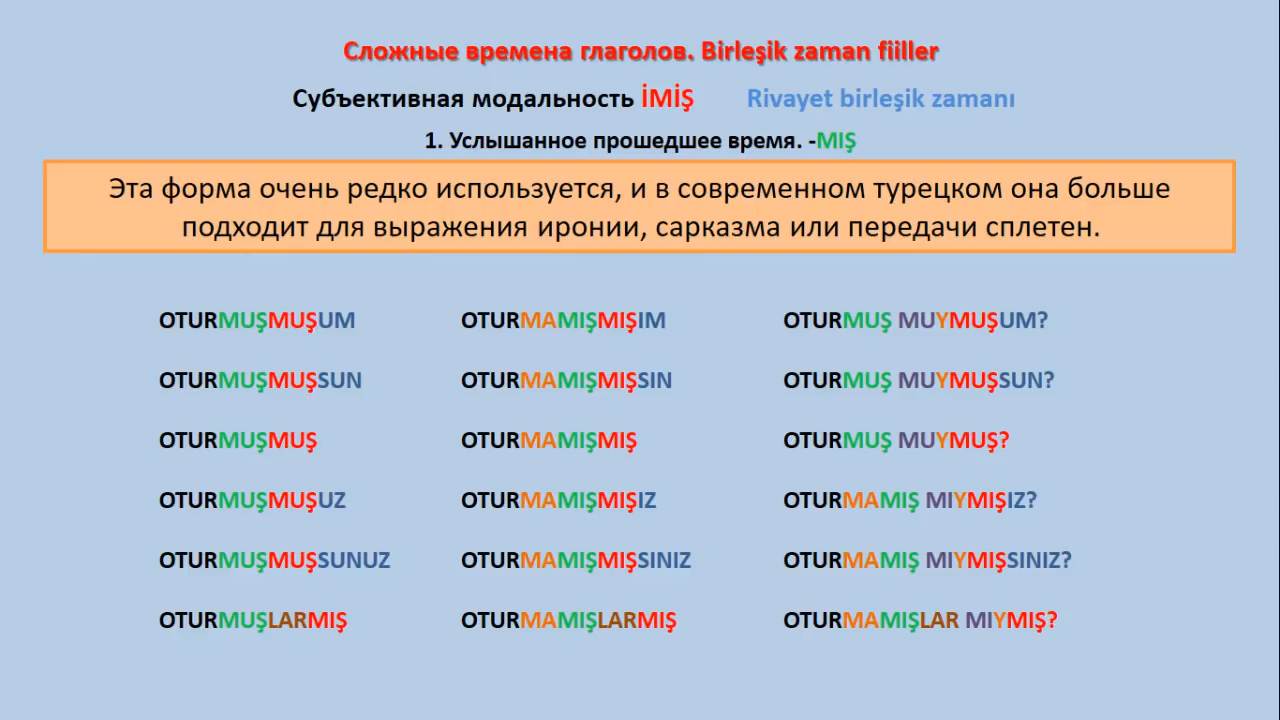 Сложные времена глаголов. Birleşik zaman fiiller
Субъективная модальность İMİŞ Rivayet birleşik zamanı
1. Услышанное прошедшее время. -MIŞ
Эта форма очень редко используется, и в современном турецком она больше
подходит для выражения иронии, сарказма или передачи сплетен.
OTURMUŞMUŞUM OTURMAMIŞMIŞIM OTURMUŞ MUYMUŞUM?
OTURMUŞMUŞSUN OTURMAMIŞMIŞSIN OTURMUŞ MUYMUŞSUN?
OTURMUŞMUŞ OTURMAMIŞMIŞ OTURMUŞ MUYMUŞ?
OTURMUŞMUŞUZ OTURMAMIŞMIŞIZ OTURMAMIŞ MIYMIŞIZ?
OTURMUŞMUŞSUNUZ OTURMAMIŞMIŞSINIZ OTURMAMIŞ MIYMIŞSINIZ?
OTURMUŞLARMIŞ OTURMAMIŞLARMIŞ OTURMAMIŞLAR MIYMIŞ?